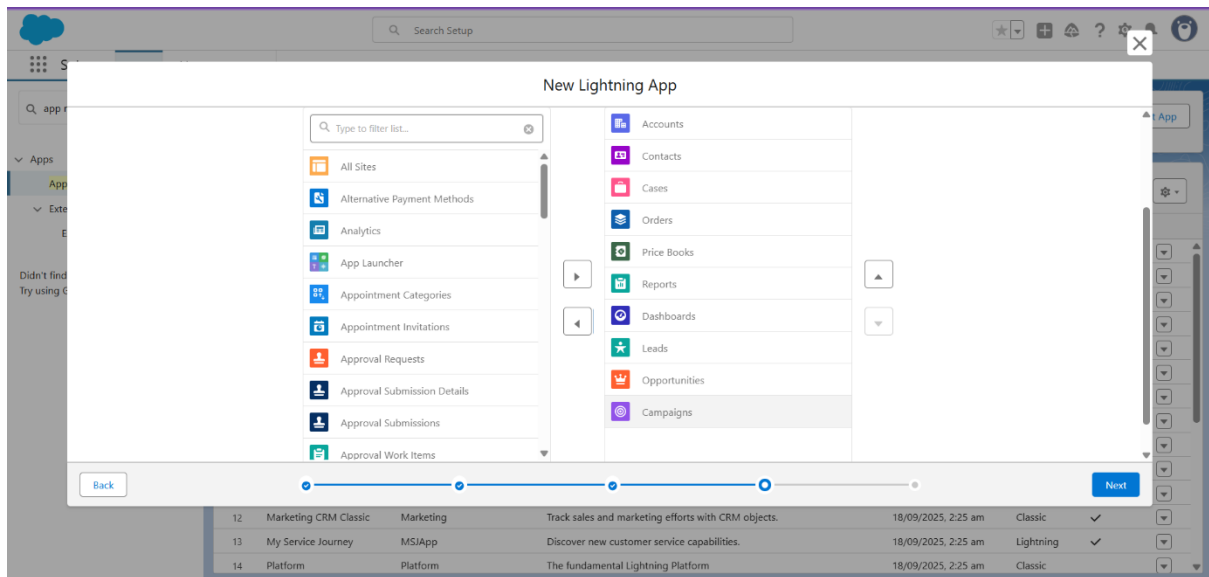 Search Setup
New Lightning App
app
Apps
App
Type to filter list...
All Sites
Alternative Payment Methods
Analytics
App Launcher
Appointment Categories
Appointment Invitations
Approval Requests
Approval Submission Details
Approval Submissions
Approval Work Items
Accounts
Contacts
Cases
Orders
Price Books
Reports
Dashboards
Leads
Opportunities
Campaigns
App
Exte
E
Didn't find
Try using
Back
Next
12 Marketing CRM Classic Marketing Track sales and marketing efforts with CRM objects. 18/09/2025, 2:25 am Classic
13 My Service Journey MSJApp Discover new customer service capabilities. 18/09/2025, 2:25 am Lightning
14 Platform Platform The fundamental Lightning Platform 18/09/2025, 2:25 am Classic